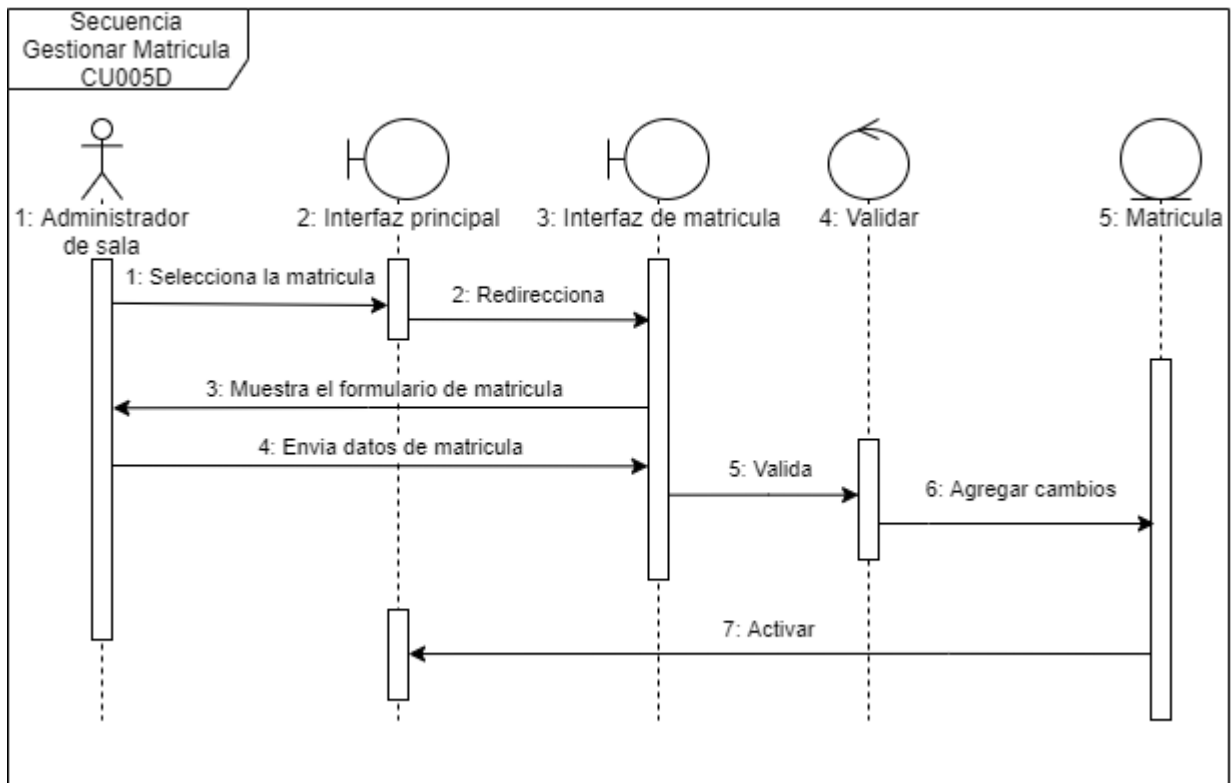 Secuencia
Gestionar Matricula
CU005D
1: Administrador
de sala
2: Interfaz principal
3: Interfaz de matricula
4: Validar
5: Matricula
1: Selecciona la matricula
2: Redirecciona
3: Muestra el formulario de matricula
4: Envia datos de matricula
5: Valida
6: Agregar cambios
7: Activar